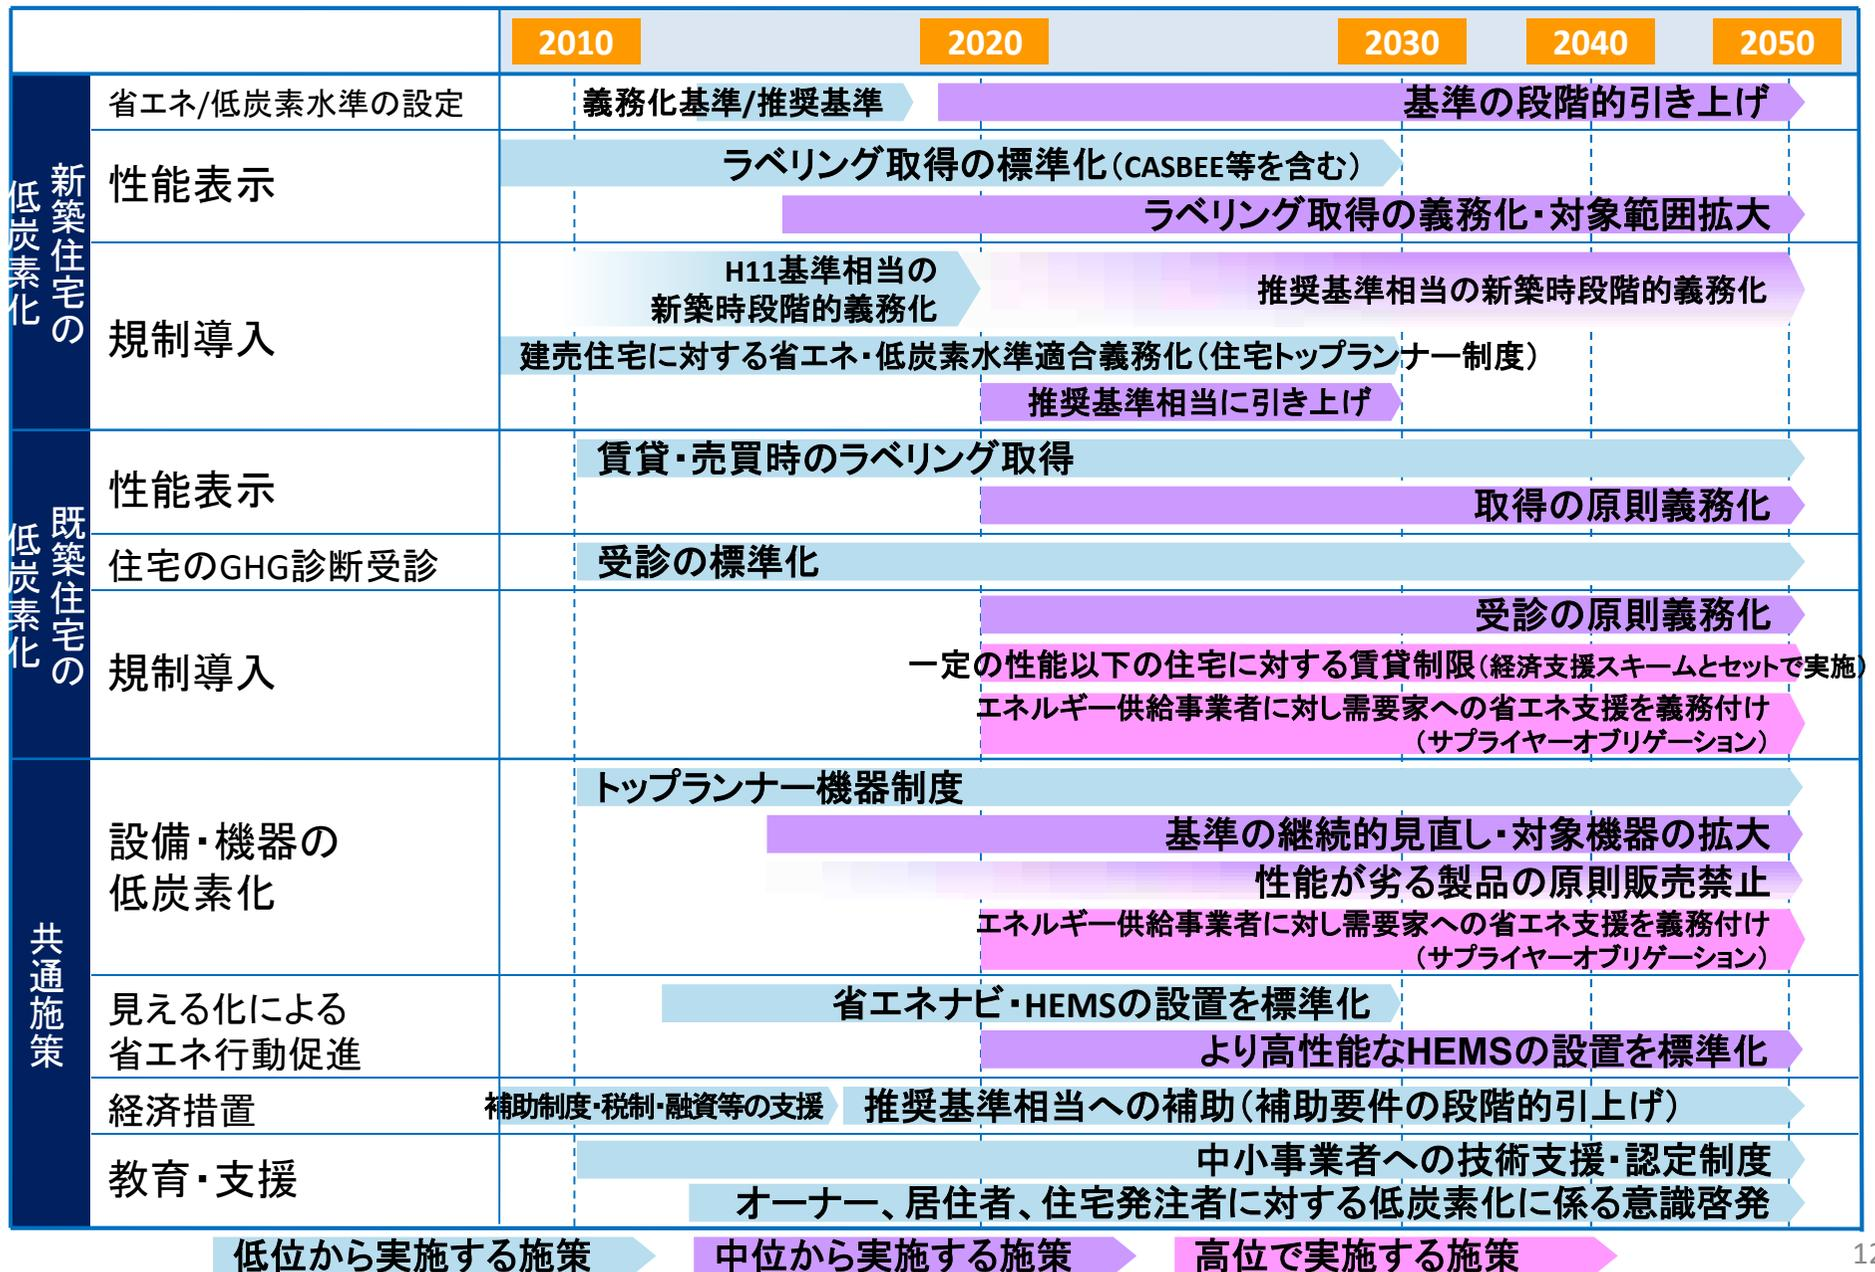 2010 2020 2030 2040 2050
新築住宅の
低炭素化
省エネ/低炭素水準の設定
義務化基準/推奨基準
基準の段階的引き上げ
性能表示
ラベリング取得の標準化（CASBEE等を含む）
ラベリング取得の義務化・対象範囲拡大
規制導入
H11基準相当の
新築時段階的義務化
推奨基準相当の新築時段階的義務化
建売住宅に対する省エネ・低炭素水準適合義務化（住宅トップランナー制度）
推奨基準相当に引き上げ
既築住宅の
低炭素化
性能表示
賃貸・売買時のラベリング取得
取得の原則義務化
住宅のGHG診断受診
受診の標準化
規制導入
受診の原則義務化
一定の性能以下の住宅に対する賃貸制限（経済支援スキームとセットで実施）
エネルギー供給事業者に対し需要家への省エネ支援を義務付け
（サプライヤーオブリゲーション）
共通施策
設備・機器の
低炭素化
トップランナー機器制度
基準の継続的見直し・対象機器の拡大
性能が劣る製品の原則販売禁止
エネルギー供給事業者に対し需要家への省エネ支援を義務付け
（サプライヤーオブリゲーション）
見える化による
省エネ行動促進
省エネナビ・HEMSの設置を標準化
より高性能なHEMSの設置を標準化
経済措置
補助制度・税制・融資等の支援
推奨基準相当への補助（補助要件の段階的引上げ）
教育・支援
中小事業者への技術支援・認定制度
オーナー、居住者、住宅発注者に対する低炭素化に係る意識啓発
低位から実施する施策
中位から実施する施策
高位で実施する施策